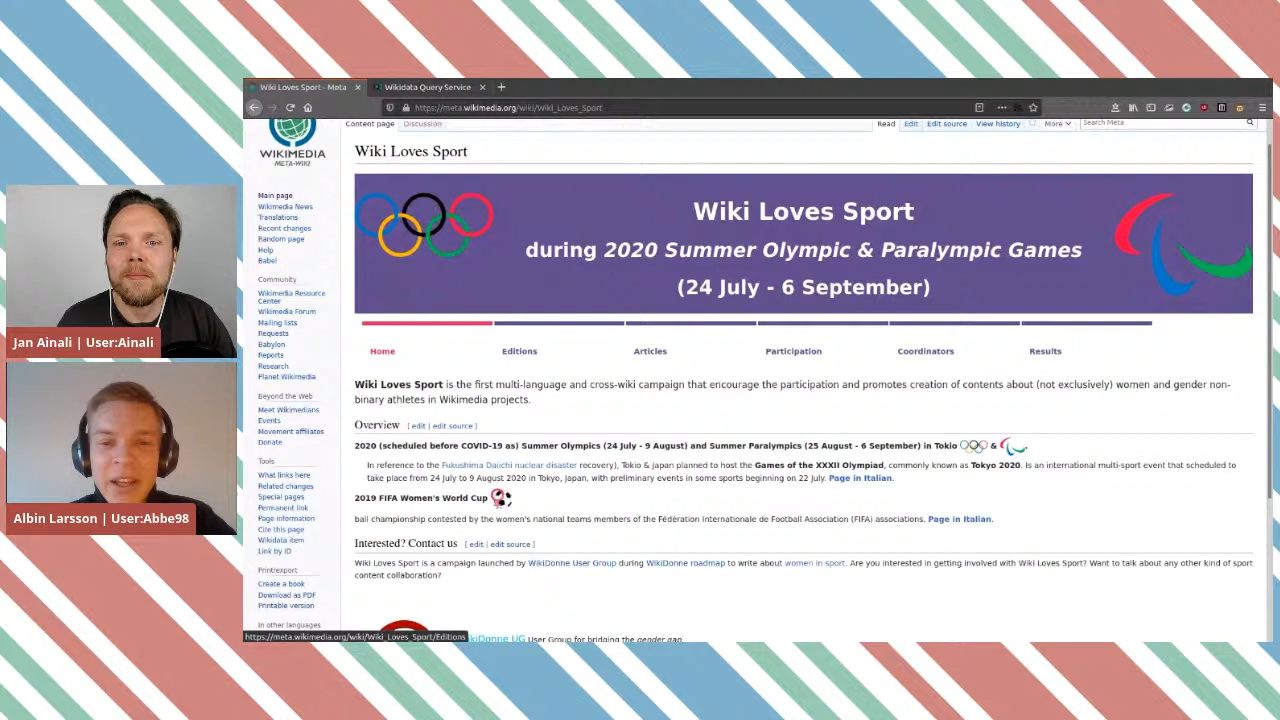 Wiki Loves Sport - Meta
Wikidata Query Service
https://meta.wikimedia.org/wiki/Wiki_Loves_Sport
Content page
Discussion
Read
Edit
Edit source
View history
More
Search Meta
WIKIMEDIA
META-WIKI
Wiki Loves Sport
Main page
Wikimedia News
Translations
Recent changes
Random page
Help
Babel
Community
Wikimedia Resource
Center
Wikimedia Forum
Mailing lists
Requests
Babylon
Reports
Research
Planet Wikimedia
Beyond the Web
Meet Wikimedians
Events
Movement affiliates
Donate
Tools
What links here
Related changes
Special pages
Permanent link
Page information
Cite this page
Wikidata item
Link by ID
Print/export
Create a book
Download as PDF
Printable version
In other languages
Wiki Loves Sport
during 2020 Summer Olympic & Paralympic Games
(24 July - 6 September)
Home
Editions
Articles
Participation
Coordinators
Results
Wiki Loves Sport is the first multi-language and cross-wiki campaign that encourage the participation and promotes creation of contents about (not exclusively) women and gender non-
binary athletes in Wikimedia projects.
Overview [ edit | edit source ]
2020 (scheduled before COVID-19 as) Summer Olympics (24 July - 9 August) and Summer Paralympics (25 August - 6 September) in Tokio &
In reference to the Fukushima Daiichi nuclear disaster recovery), Tokio & Japan planned to host the Games of the XXXII Olympiad, commonly known as Tokyo 2020. Is an international multi-sport event that scheduled to
take place from 24 July to 9 August 2020 in Tokyo, Japan, with preliminary events in some sports beginning on 22 July. Page in Italian.
2019 FIFA Women's World Cup
ball championship contested by the women's national teams members of the Fédération Internationale de Football Association (FIFA) associations. Page in Italian.
Interested? Contact us [ edit | edit source ]
Wiki Loves Sport is a campaign launched by WikiDonne User Group during WikiDonne roadmap to write about women in sport. Are you interested in getting involved with Wiki Loves Sport? Want to talk about any other kind of sport
content collaboration?
kiDonne UG User Group for bridging the gender gap
https://meta.wikimedia.org/wiki/Wiki_Loves_Sport/Editions
Jan Ainali | User:Ainali
Albin Larsson | User:Abbe98